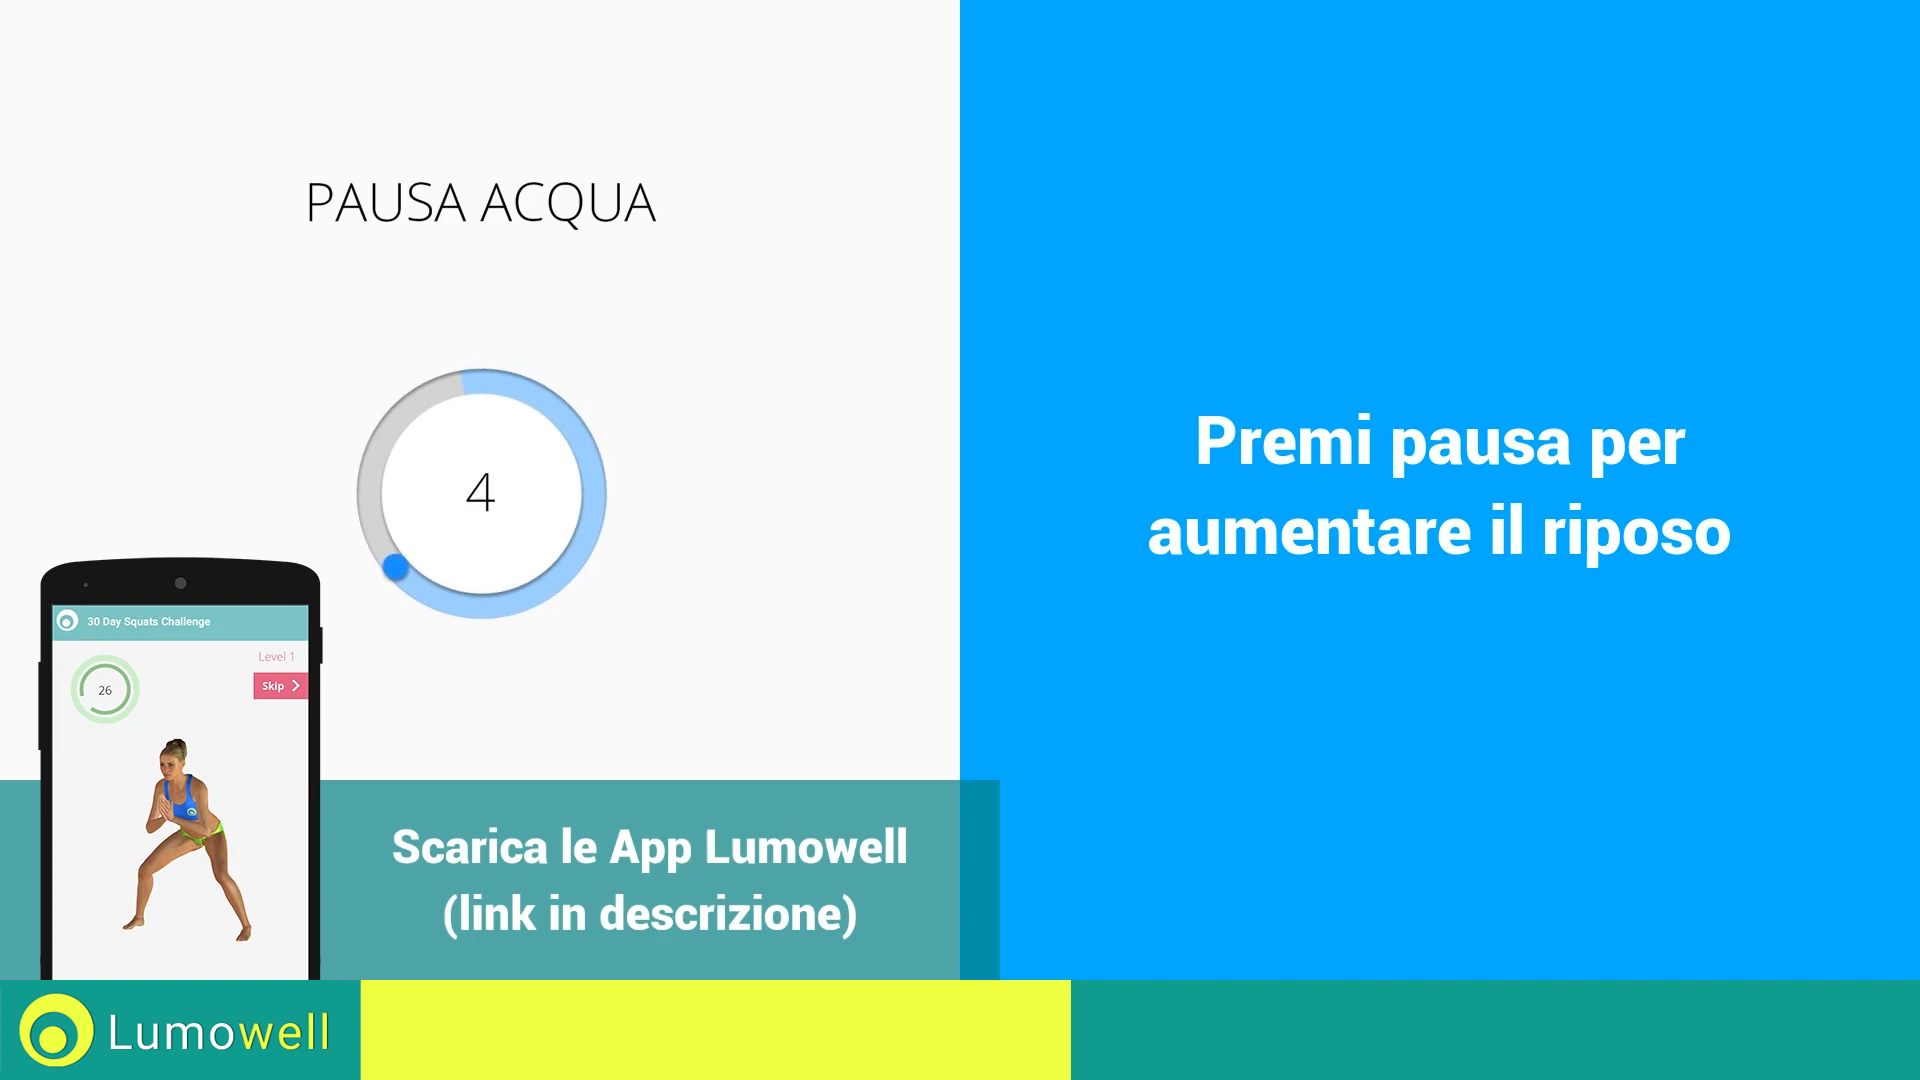 PAUSA ACQUA
4
Premi pausa per
aumentare il riposo
30 Day Squats Challenge
Level 1
26
Skip
Scarica le App Lumowell
(link in descrizione)
Lumowell